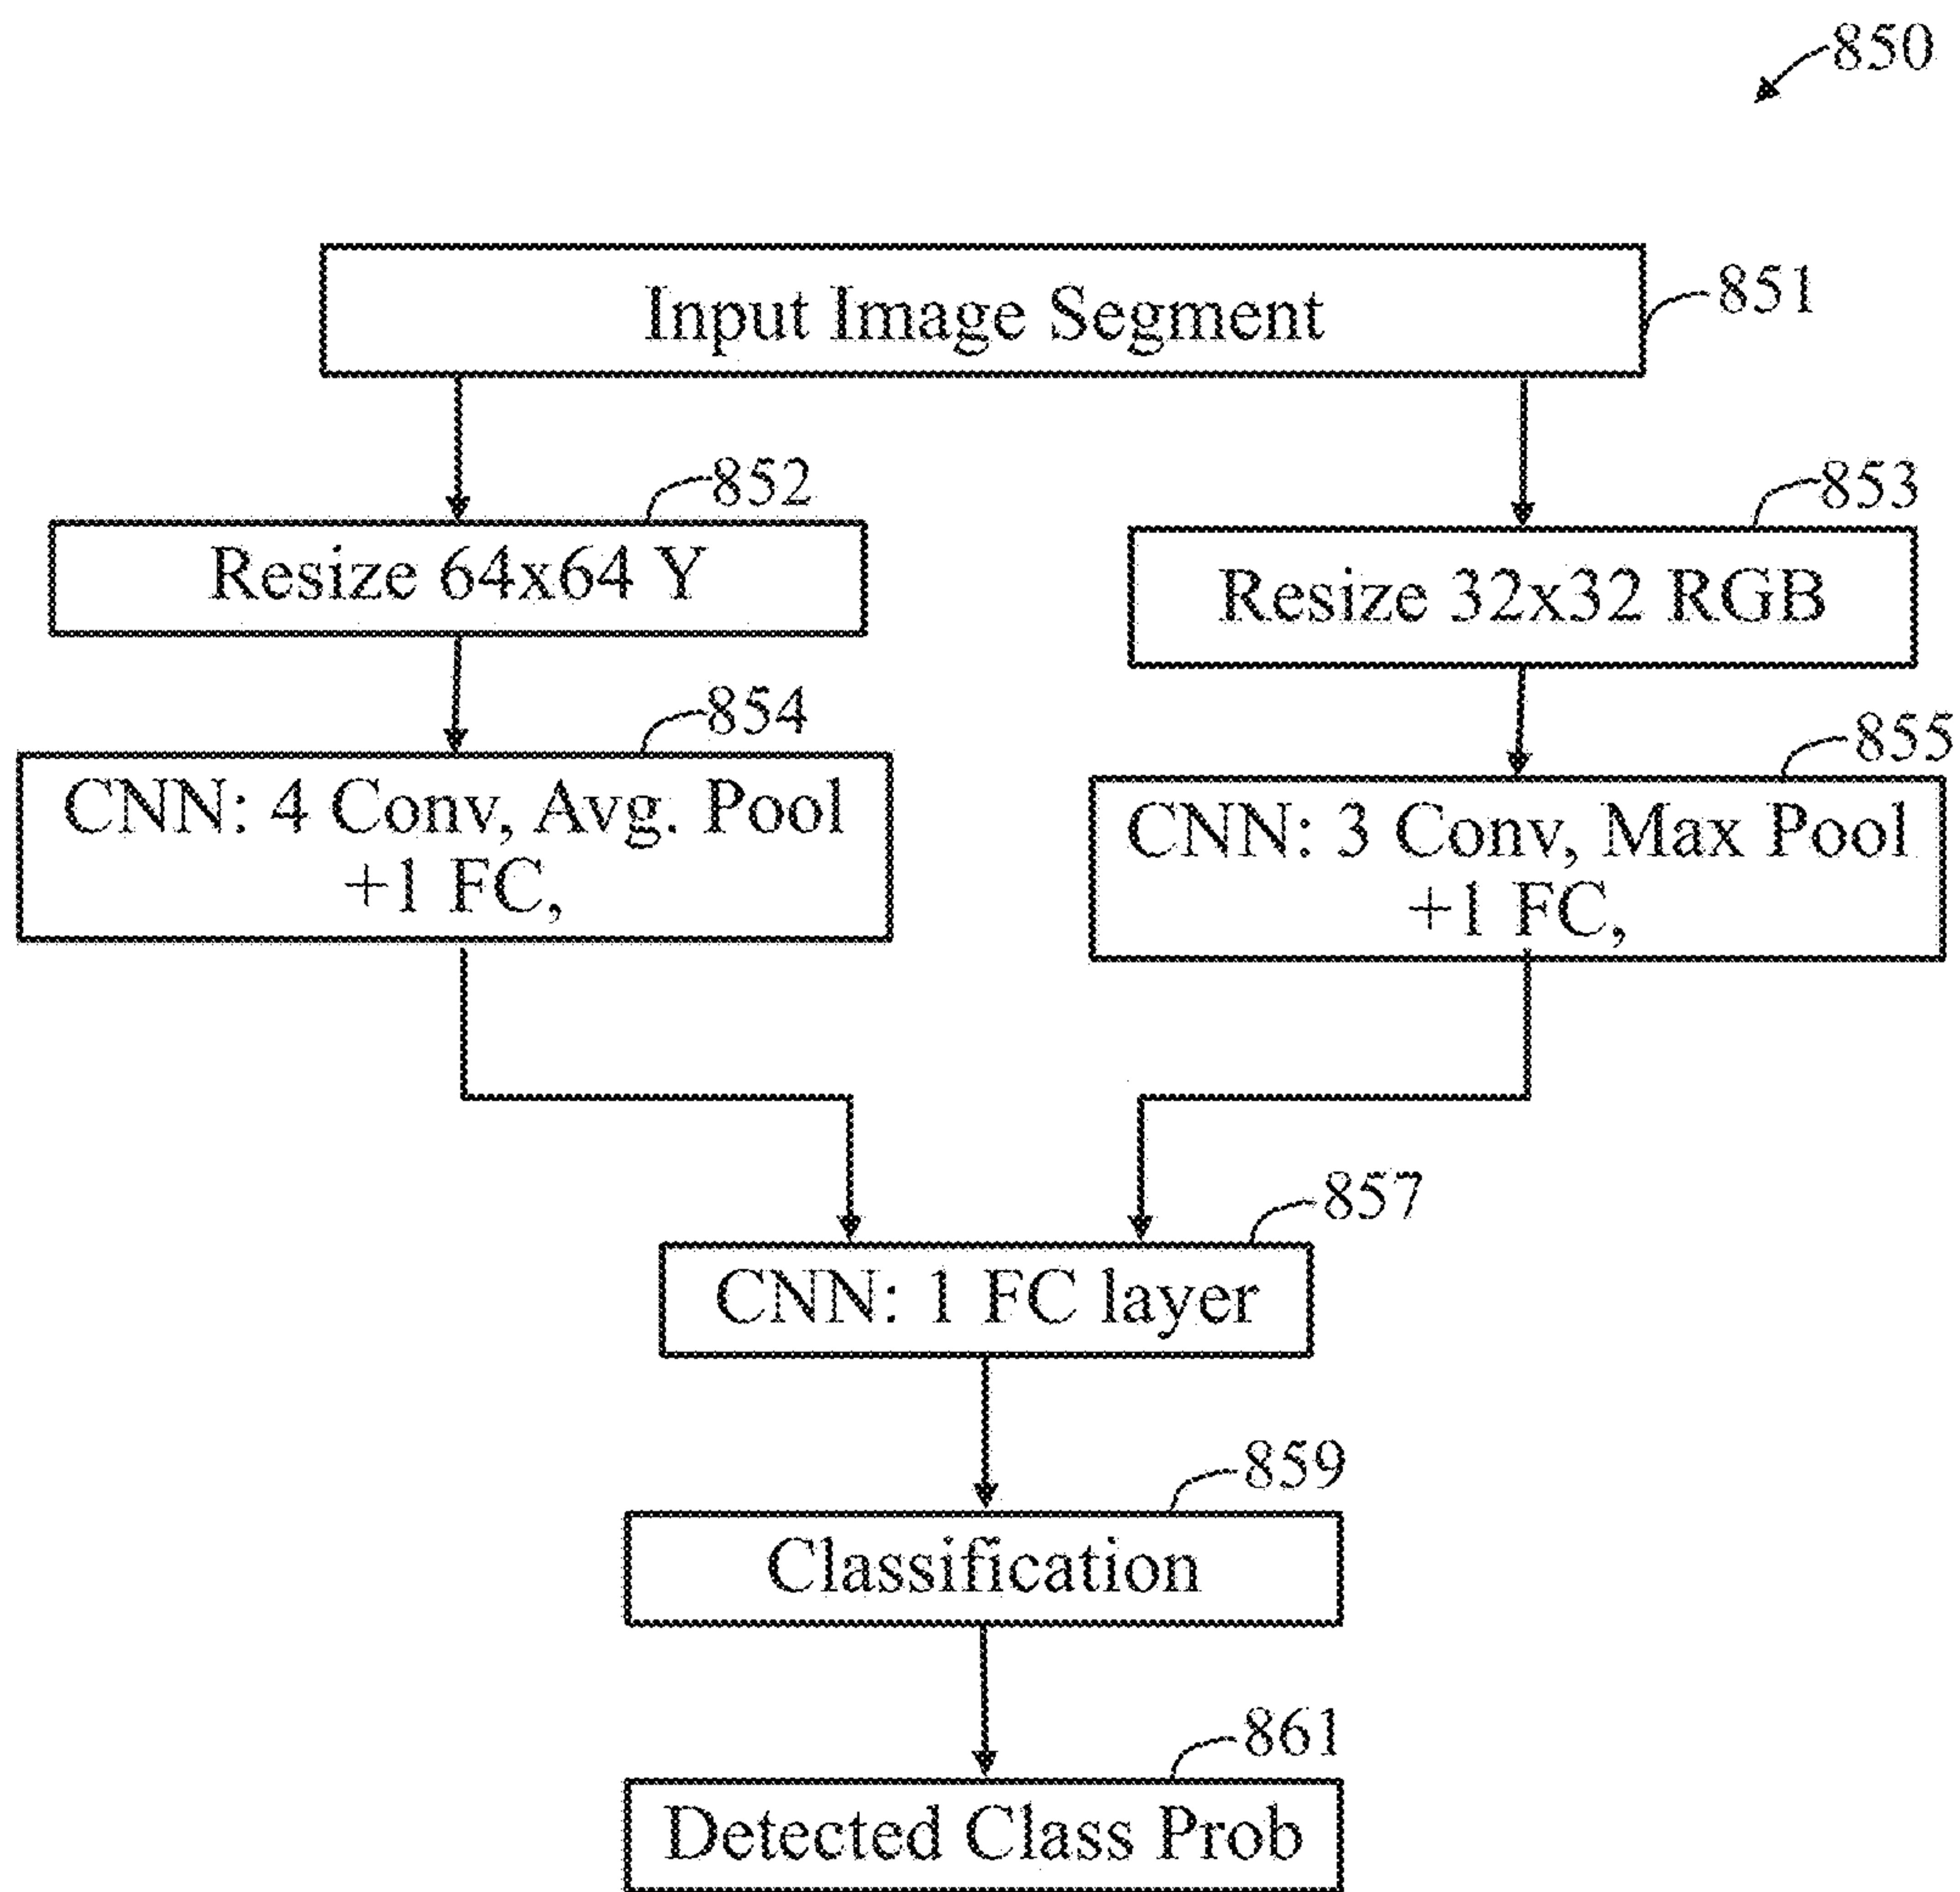 850
Input Image Segment
851
852
853
Resize 64x64 Y
Resize 32x32 RGB
854
855
CNN: 4 Conv, Avg. Pool
+1 FC,
CNN: 3 Conv, Max Pool
+1 FC,
857
CNN: 1 FC layer
859
Classification
861
Detected Class Prob